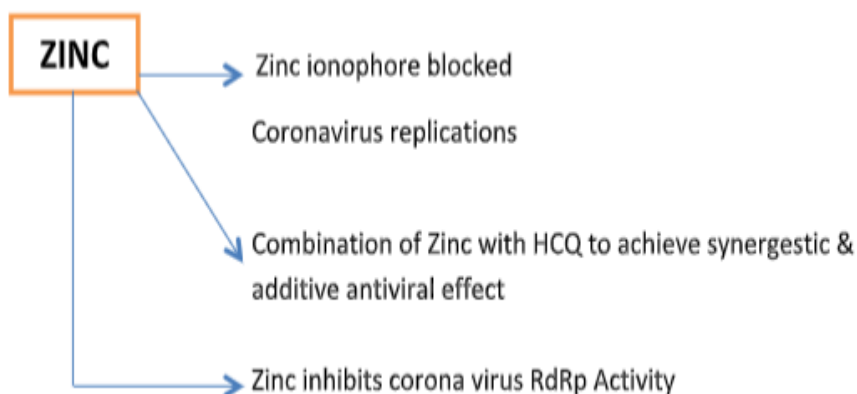 ZINC
Zinc ionophore blocked
Coronavirus replications
Combination of Zinc with HCQ to achieve synergestic &
additive antiviral effect
Zinc inhibits corona virus RdRp Activity